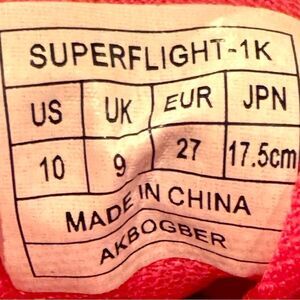 SUPERFLIGHT-1K
US UK EUR JPN
10 9 27 17.5cm
MADE IN CHINA
AKBOGBER